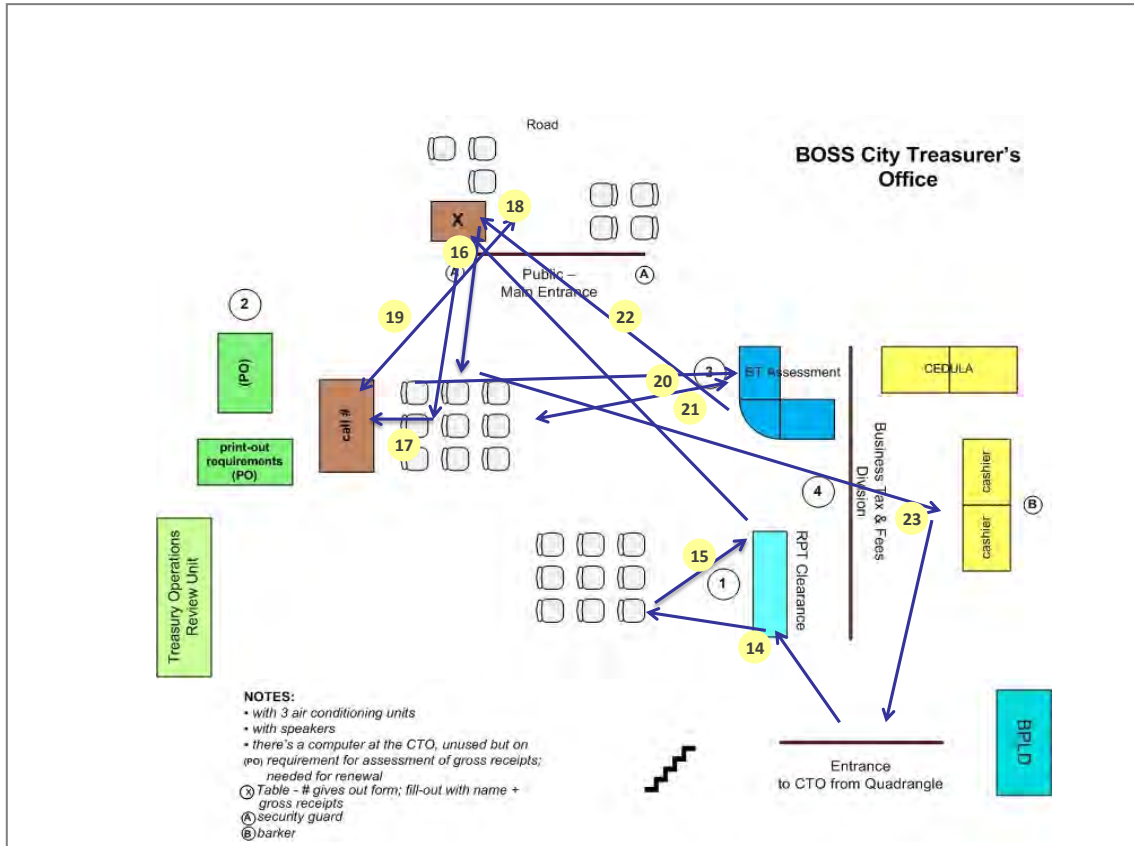 Road
BOSS City Treasurer's
Office
X
18
16
(A)
Public –
Main Entrance
A
2
19
22
(PO)
3
BT Assessment
CEDULA
20
21
call #
17
print-out
requirements
(PO)
4
Business Tax & Fees
Division
cashier
cashier
B
23
Treasury Operations
Review Unit
15
1
RPT Clearance
14
NOTES:
• with 3 air conditioning units
• with speakers
• there's a computer at the CTO, unused but on
(PO) requirement for assessment of gross receipts;
needed for renewal
X Table - # gives out form; fill-out with name +
gross receipts
A security guard
B barker
BPLD
Entrance
to CTO from Quadrangle